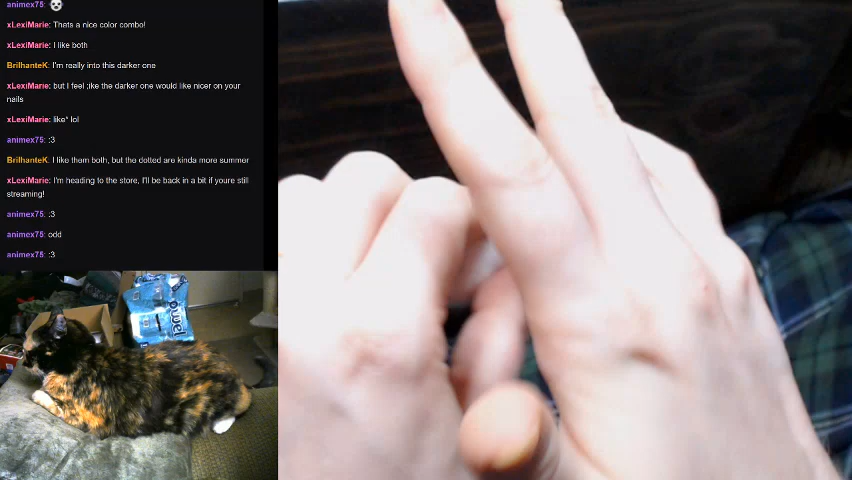 animex75: 💀
xLexiMarie: Thats a nice color combo!
xLexiMarie: I like both
BrilhanteK: I'm really into this darker one
xLexiMarie: but I feel ;ike the darker one would like nicer on your
nails
xLexiMarie: like* lol
animex75: :3
BrilhanteK: I like them both, but the dotted are kinda more summer
xLexiMarie: I'm heading to the store, I'll be back in a bit if youre still
streaming!
animex75: :3
animex75: odd
animex75: :3